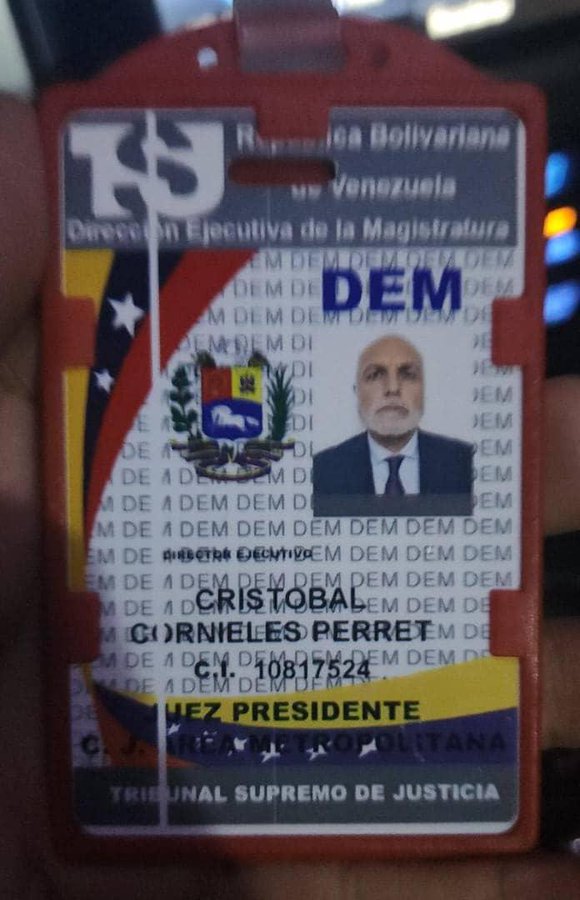 TSJ
República Bolivariana
de Venezuela
Dirección Ejecutiva de la Magistratura
DEM
DIRECTOR EJECUTIVO
CRISTOBAL
CORNIELES PERRET
C.I. 10817524
JUEZ PRESIDENTE
C. J. AREA METROPOLITANA
TRIBUNAL SUPREMO DE JUSTICIA